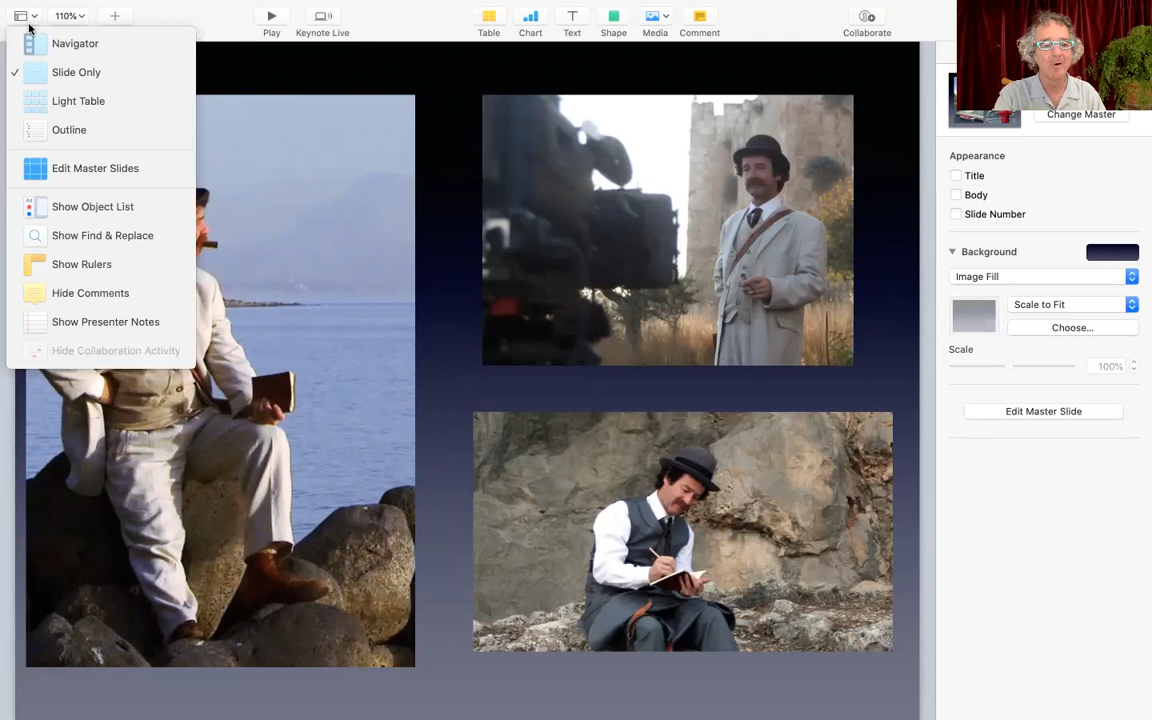 110%
Play
Keynote Live
Table
Chart
Text
Shape
Media
Comment
Collaborate
Navigator
Slide Only
Light Table
Outline
Edit Master Slides
Show Object List
Show Find & Replace
Show Rulers
Hide Comments
Show Presenter Notes
Hide Collaboration Activity
Change Master
Appearance
Title
Body
Slide Number
Background
Image Fill
Scale to Fit
Choose...
Scale
100%
Edit Master Slide